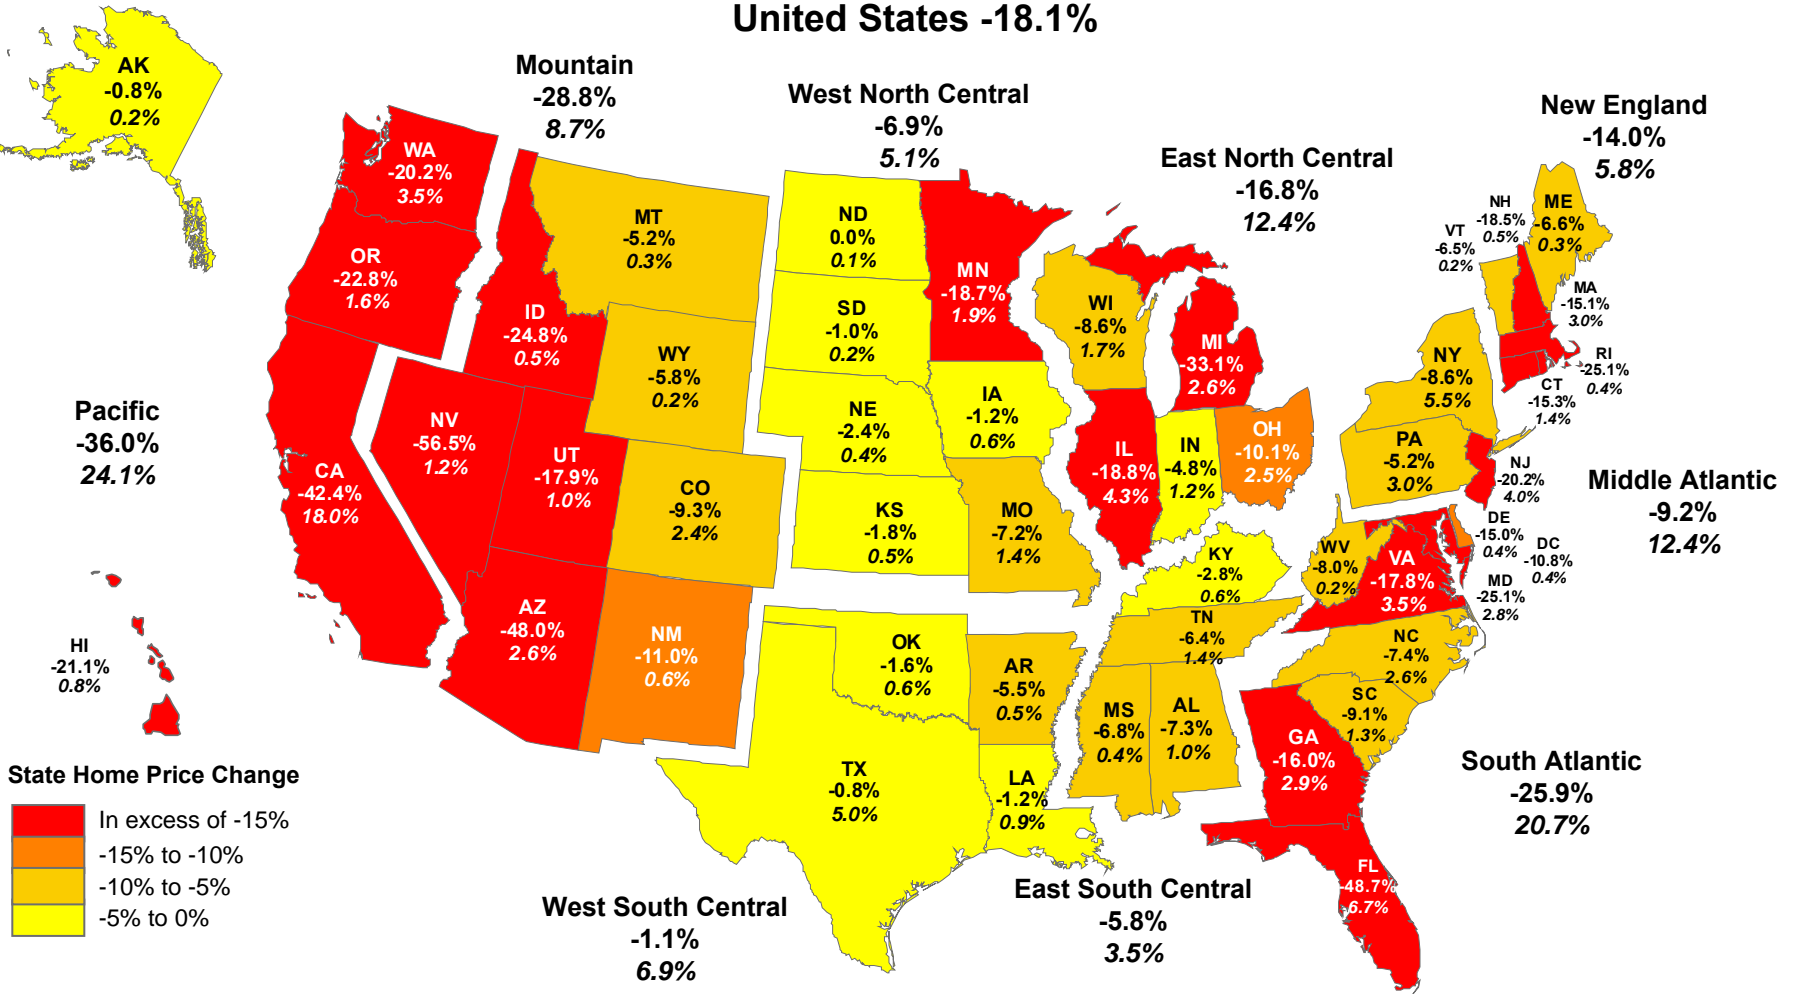 United States -18.1%
AK
-0.8%
0.2%
Mountain
-28.8%
8.7%
West North Central
-6.9%
5.1%
East North Central
-16.8%
12.4%
New England
-14.0%
5.8%
WA
-20.2%
3.5%
OR
-22.8%
1.6%
ID
-24.8%
0.5%
MT
-5.2%
0.3%
WY
-5.8%
0.2%
ND
0.0%
0.1%
SD
-1.0%
0.2%
NE
-2.4%
0.4%
KS
-1.8%
0.5%
MN
-18.7%
1.9%
IA
-1.2%
0.6%
MO
-7.2%
1.4%
WI
-8.6%
1.7%
MI
-33.1%
2.6%
IL
-18.8%
4.3%
IN
-4.8%
1.2%
OH
-10.1%
2.5%
NH
-18.5%
0.5%
VT
-6.5%
0.2%
ME
-6.6%
0.3%
MA
-15.1%
3.0%
RI
-25.1%
0.4%
CT
-15.3%
1.4%
NY
-8.6%
5.5%
PA
-5.2%
3.0%
NJ
-20.2%
4.0%
Middle Atlantic
-9.2%
12.4%
Pacific
-36.0%
24.1%
CA
-42.4%
18.0%
NV
-56.5%
1.2%
UT
-17.9%
1.0%
CO
-9.3%
2.4%
AZ
-48.0%
2.6%
NM
-11.0%
0.6%
HI
-21.1%
0.8%
DE
-15.0%
0.4%
DC
-10.8%
0.4%
MD
-25.1%
2.8%
WV
-8.0%
0.2%
VA
-17.8%
3.5%
KY
-2.8%
0.6%
TN
-6.4%
1.4%
NC
-7.4%
2.6%
SC
-9.1%
1.3%
GA
-16.0%
2.9%
FL
-48.7%
6.7%
OK
-1.6%
0.6%
AR
-5.5%
0.5%
TX
-0.8%
5.0%
LA
-1.2%
0.9%
MS
-6.8%
0.4%
AL
-7.3%
1.0%
South Atlantic
-25.9%
20.7%
East South Central
-5.8%
3.5%
West South Central
-1.1%
6.9%
State Home Price Change
In excess of -15%
-15% to -10%
-10% to -5%
-5% to 0%